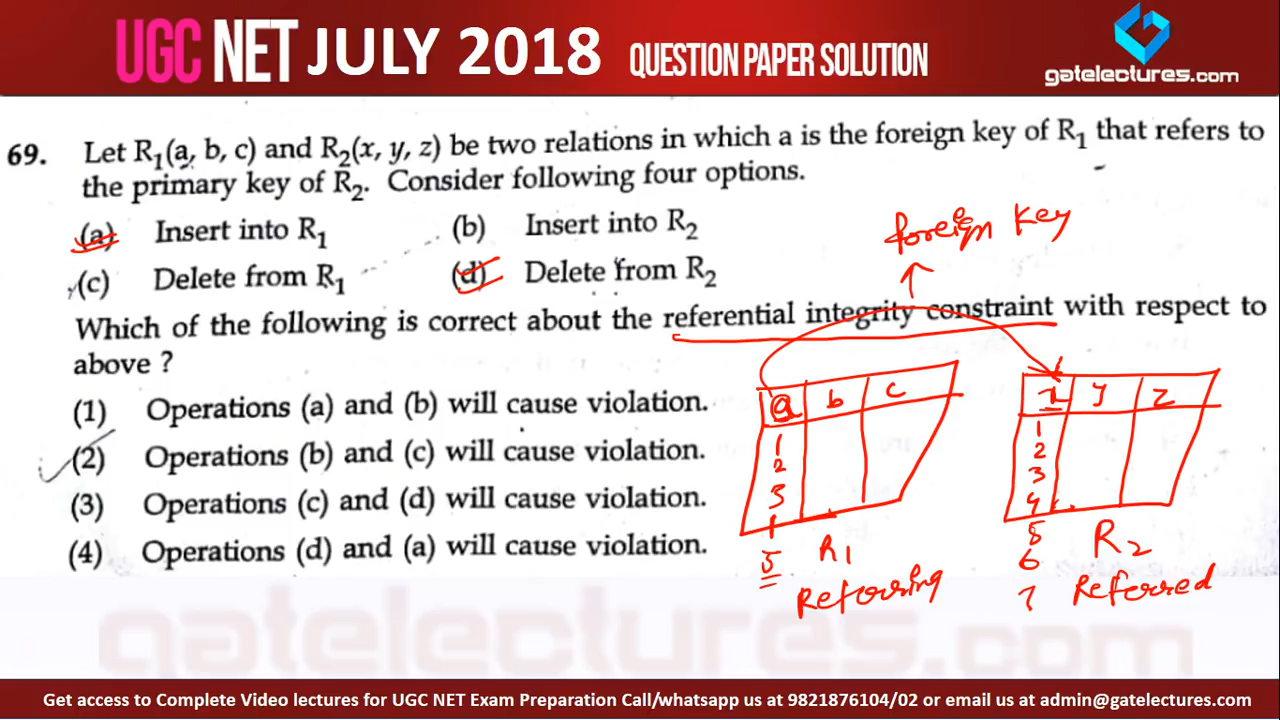 UGC NET JULY 2018 QUESTION PAPER SOLUTION
gatelectures.com
69. Let R₁(a, b, c) and R₂(x, y, z) be two relations in which a is the foreign key of R₁ that refers to
the primary key of R₂. Consider following four options.
(a) Insert into R₁ (b) Insert into R₂
(c) Delete from R₁ (d) Delete from R₂
foreign key
Which of the following is correct about the referential integrity constraint with respect to
above ?
(1) Operations (a) and (b) will cause violation.
(2) Operations (b) and (c) will cause violation.
(3) Operations (c) and (d) will cause violation.
(4) Operations (d) and (a) will cause violation.
a b c
1
2
3
1
5
R1
Referring
x y z
1
2
3
4
5
6
7
R2
Referred
gatelectures.com
Get access to Complete Video lectures for UGC NET Exam Preparation Call/whatsapp us at 9821876104/02 or email us at admin@gatelectures.com